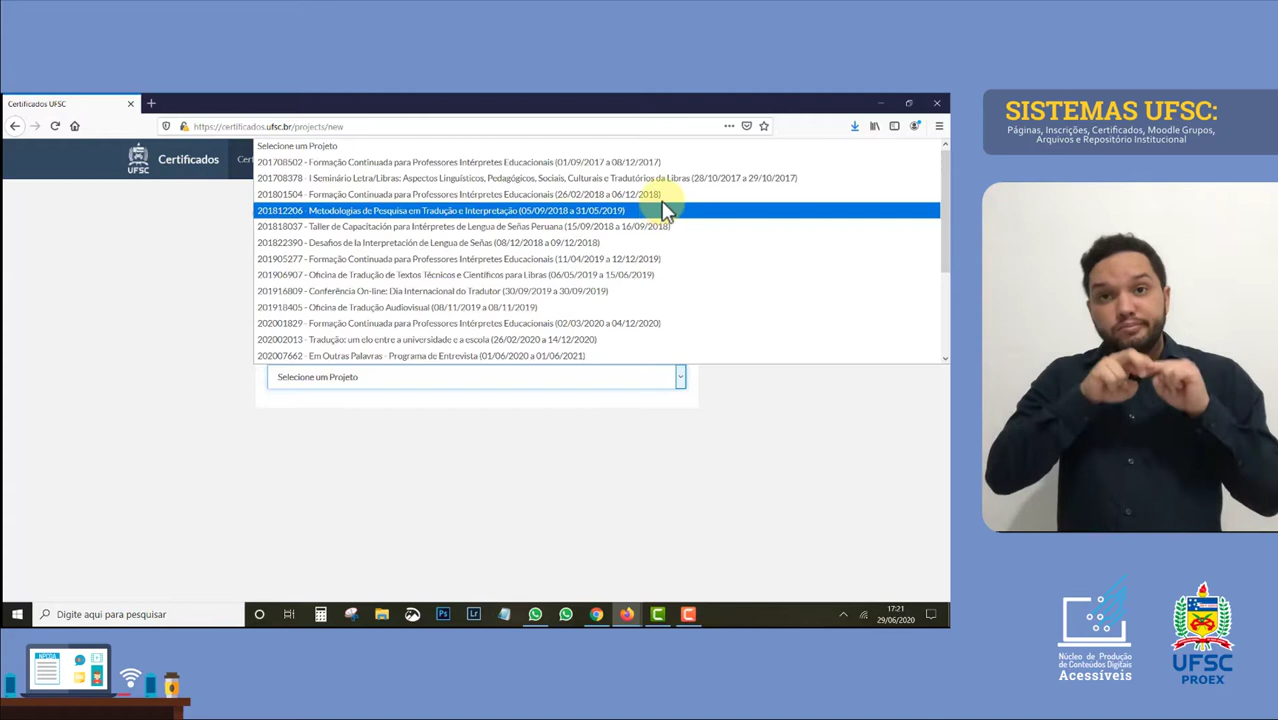 Certificados UFSC
https://certificados.ufsc.br/projects/new
UFSC
Certificados
Cer
Selecione um Projeto
201708502 - Formação Continuada para Professores Intérpretes Educacionais (01/09/2017 a 08/12/2017)
201708378 - I Seminário Letra/Libras: Aspectos Linguísticos, Pedagógicos, Sociais, Culturais e Tradutórios da Libras (28/10/2017 a 29/10/2017)
201801504 - Formação Continuada para Professores Intérpretes Educacionais (26/02/2018 a 06/12/2018)
201812206 - Metodologias de Pesquisa em Tradução e Interpretação (05/09/2018 a 31/05/2019)
201818037 - Taller de Capacitación para Intérpretes de Lengua de Señas Peruana (15/09/2018 a 16/09/2018)
201822390 - Desafios de la Interpretación de Lengua de Señas (08/12/2018 a 09/12/2018)
201905277 - Formação Continuada para Professores Intérpretes Educacionais (11/04/2019 a 12/12/2019)
201906907 - Oficina de Tradução de Textos Técnicos e Científicos para Libras (06/05/2019 a 15/06/2019)
201916809 - Conferência On-line: Dia Internacional do Tradutor (30/09/2019 a 30/09/2019)
201918405 - Oficina de Tradução Audiovisual (08/11/2019 a 08/11/2019)
202001829 - Formação Continuada para Professores Intérpretes Educacionais (02/03/2020 a 04/12/2020)
202002013 - Tradução: um elo entre a universidade e a escola (26/02/2020 a 14/12/2020)
202007662 - Em Outras Palavras - Programa de Entrevista (01/06/2020 a 01/06/2021)
Selecione um Projeto
Digite aqui para pesquisar
Ps
Lr
17:21
29/06/2020
SISTEMAS UFSC:
Páginas, Inscrições, Certificados, Moodle Grupos,
Arquivos e Repositório Institucional
Núcleo de Produção
de Conteúdos Digitais
Acessíveis
UFSC
PROEX
NPCDA